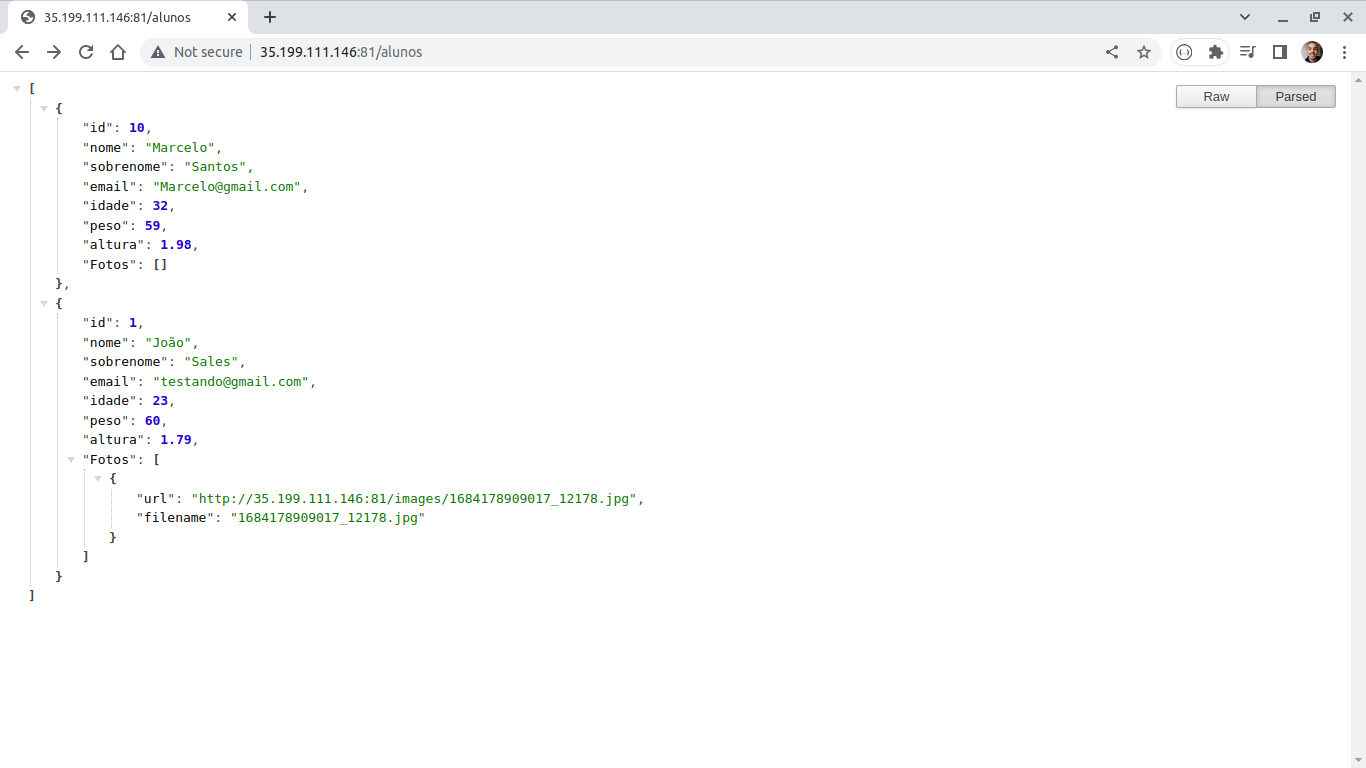 35.199.111.146:81/alunos
Not secure 35.199.111.146:81/alunos
Raw Parsed
[
{
"id": 10,
"nome": "Marcelo",
"sobrenome": "Santos",
"email": "Marcelo@gmail.com",
"idade": 32,
"peso": 59,
"altura": 1.98,
"Fotos": []
},
{
"id": 1,
"nome": "João",
"sobrenome": "Sales",
"email": "testando@gmail.com",
"idade": 23,
"peso": 60,
"altura": 1.79,
"Fotos": [
{
"url": "http://35.199.111.146:81/images/1684178909017_12178.jpg",
"filename": "1684178909017_12178.jpg"
}
]
}
]